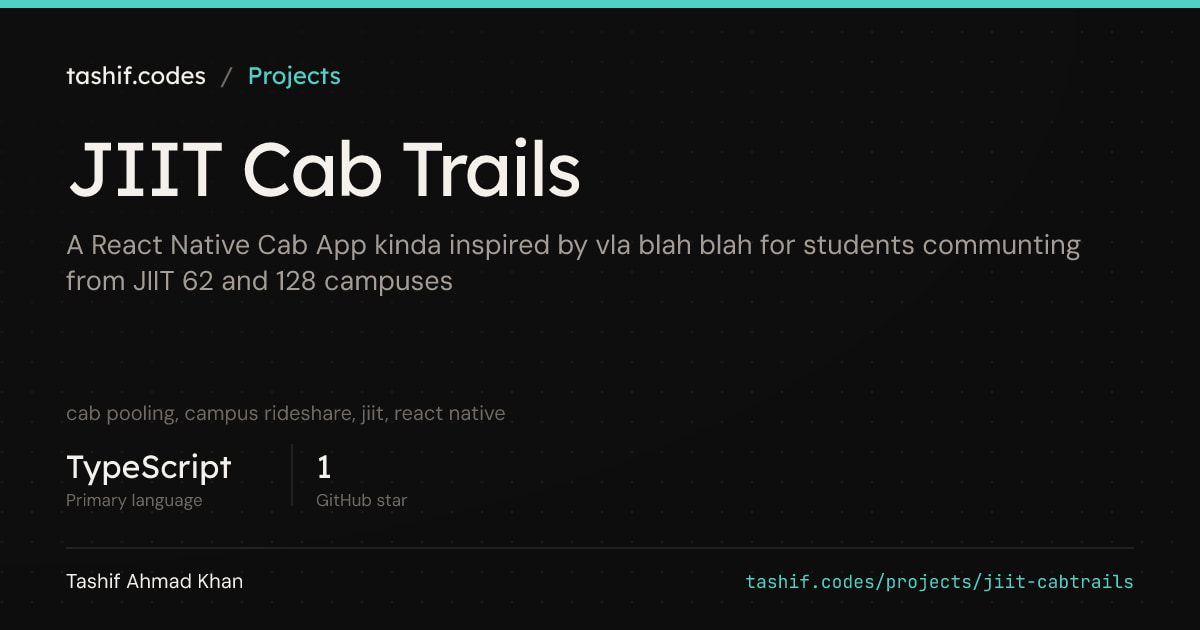 tashif.codes / Projects
JIIT Cab Trails
A React Native Cab App kinda inspired by vla blah blah for students communting
from JIIT 62 and 128 campuses
cab pooling, campus rideshare, jiit, react native
TypeScript
Primary language
1
GitHub star
Tashif Ahmad Khan
tashif.codes/projects/jiit-cabtrails